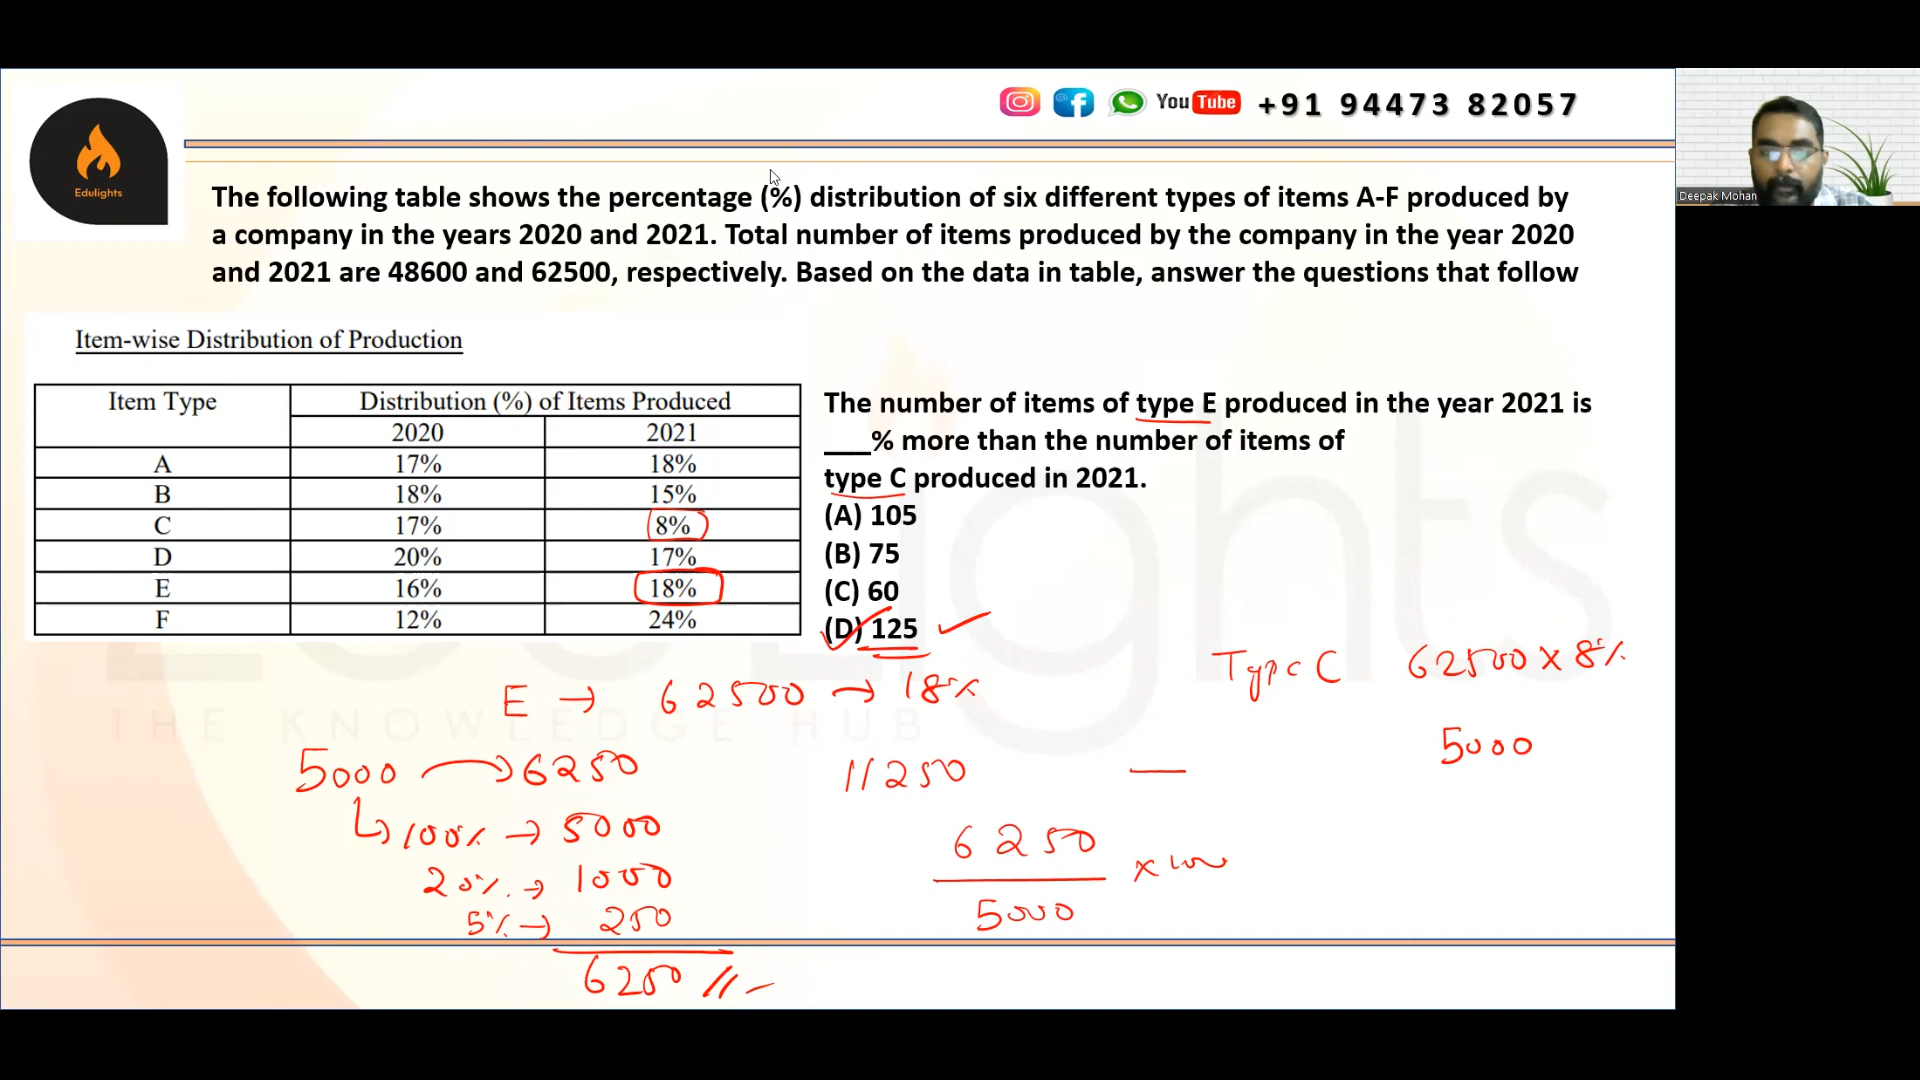 You Tube +91 94473 82057
Edulights
Deepak Mohan
The following table shows the percentage (%) distribution of six different types of items A-F produced by
a company in the years 2020 and 2021. Total number of items produced by the company in the year 2020
and 2021 are 48600 and 62500, respectively. Based on the data in table, answer the questions that follow
Item-wise Distribution of Production
Item Type Distribution (%) of Items Produced
2020 2021
A 17% 18%
B 18% 15%
C 17% 8%
D 20% 17%
E 16% 18%
F 12% 24%
The number of items of type E produced in the year 2021 is
___% more than the number of items of
type C produced in 2021.
(A) 105
(B) 75
(C) 60
(D) 125
Type C 62500 x 8%
5000
E → 62500 → 18%
11250 —
5000 → 6250
100% → 5000
20% → 1000
5% → 250
6250 //
6250
5000
x 100
THE KNOWLEDGE HUB